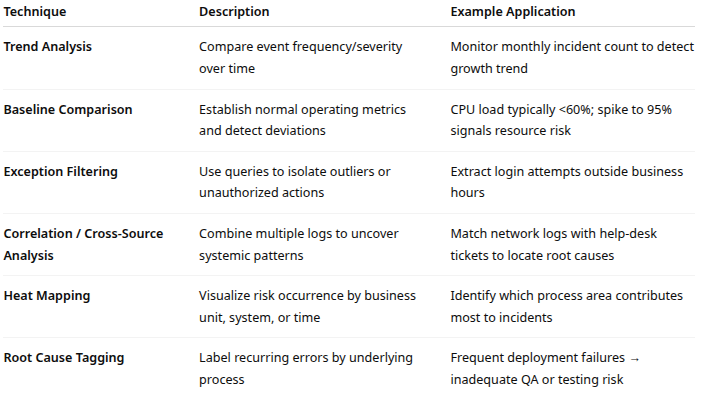 Technique Description Example Application
Trend Analysis Compare event frequency/severity Monitor monthly incident count to detect
over time growth trend
Baseline Comparison Establish normal operating metrics CPU load typically <60%; spike to 95%
and detect deviations signals resource risk
Exception Filtering Use queries to isolate outliers or Extract login attempts outside business
unauthorized actions hours
Correlation / Cross-Source Combine multiple logs to uncover Match network logs with help-desk
Analysis systemic patterns tickets to locate root causes
Heat Mapping Visualize risk occurrence by business Identify which process area contributes
unit, system, or time most to incidents
Root Cause Tagging Label recurring errors by underlying Frequent deployment failures →
process inadequate QA or testing risk